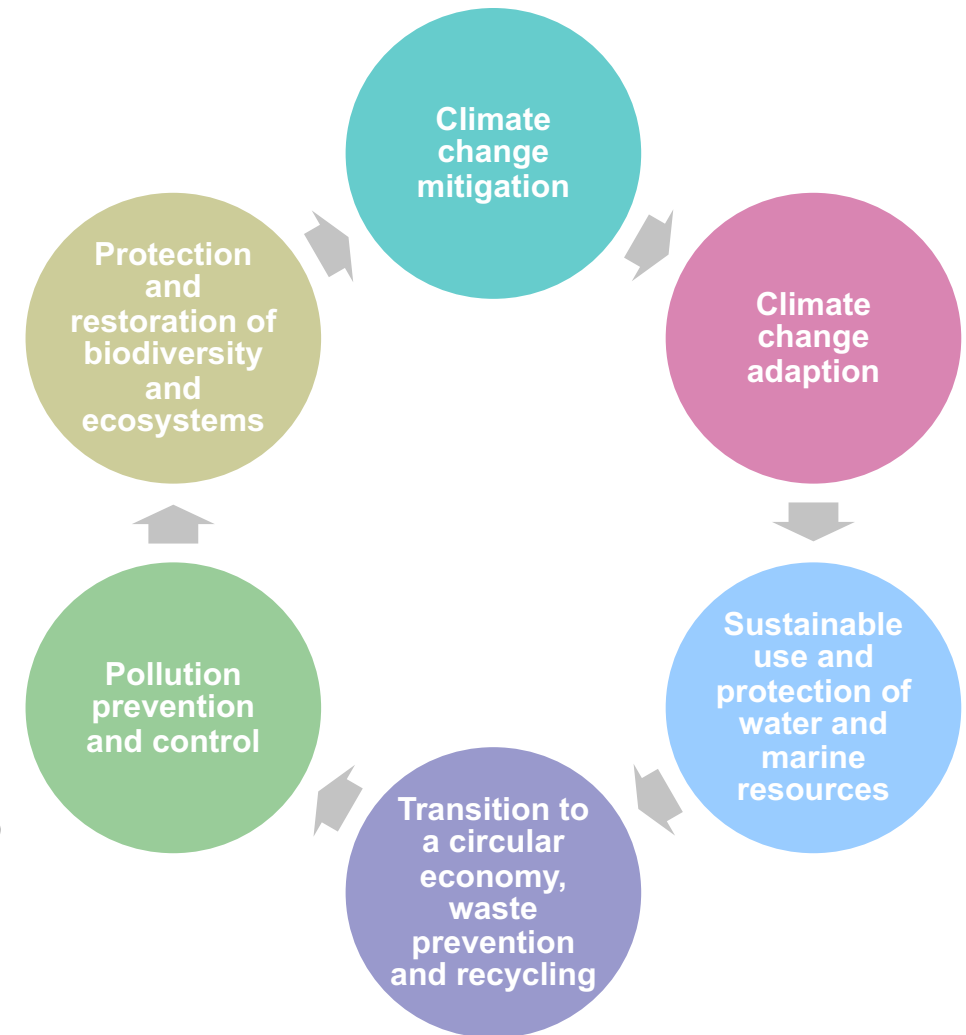 Climate
change
mitigation
Climate
change
adaption
Sustainable
use and
protection of
water and
marine
resources
Transition to
a circular
economy,
waste
prevention
and recycling
Pollution
prevention
and control
Protection
and
restoration of
biodiversity
and
ecosystems